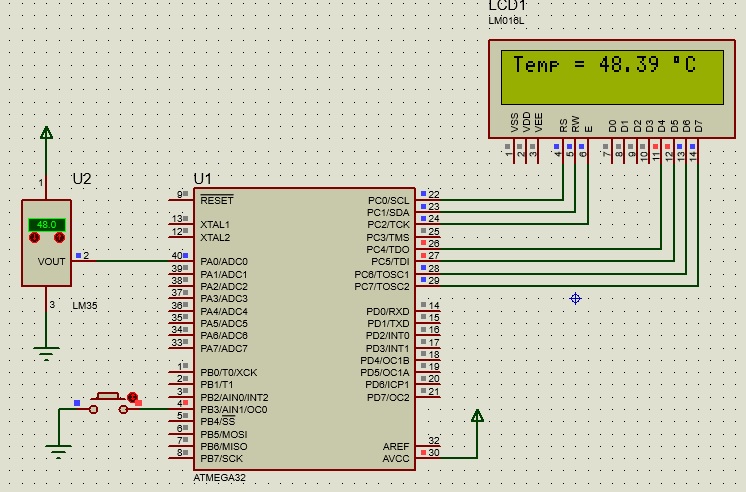 LCD1
LM016L
Temp = 48.39 °C
VSS
VDD
VEE
RS
RW
E
D0
D1
D2
D3
D4
D5
D6
D7
1
2
3
4
5
6
7
8
9
10
11
12
13
14
U2
1
48.0
VOUT
2
3
LM35
U1
9 RESET
13 XTAL1
12 XTAL2
40 PA0/ADC0
39 PA1/ADC1
38 PA2/ADC2
37 PA3/ADC3
36 PA4/ADC4
35 PA5/ADC5
34 PA6/ADC6
33 PA7/ADC7
1 PB0/T0/XCK
2 PB1/T1
3 PB2/AIN0/INT2
4 PB3/AIN1/OC0
5 PB4/SS
6 PB5/MOSI
7 PB6/MISO
8 PB7/SCK
PC0/SCL 22
PC1/SDA 23
PC2/TCK 24
PC3/TMS 25
PC4/TDO 26
PC5/TDI 27
PC6/TOSC1 28
PC7/TOSC2 29
PD0/RXD 14
PD1/TXD 15
PD2/INT0 16
PD3/INT1 17
PD4/OC1B 18
PD5/OC1A 19
PD6/ICP1 20
PD7/OC2 21
AREF 32
AVCC 30
ATMEGA32